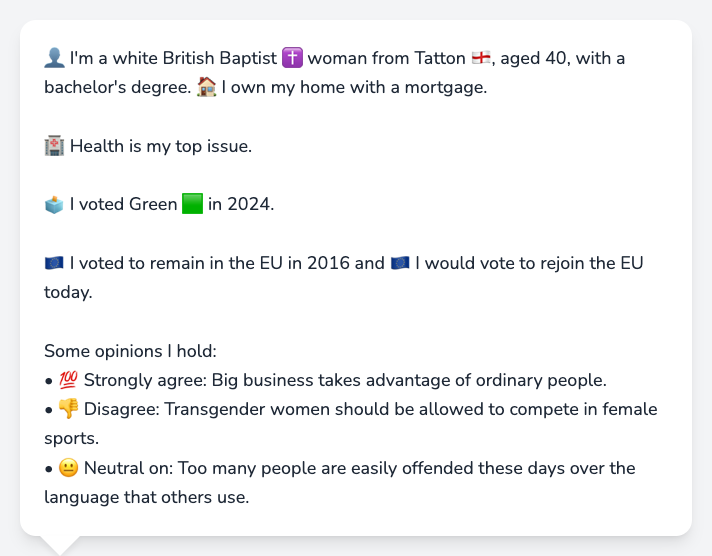 👤 I'm a white British Baptist ✝️ woman from Tatton 🏴󠁧󠁢󠁥󠁮󠁧󠁿, aged 40, with a
bachelor's degree. 🏠 I own my home with a mortgage.
🏥 Health is my top issue.
🗳️ I voted Green 🟩 in 2024.
🇪🇺 I voted to remain in the EU in 2016 and 🇪🇺 I would vote to rejoin the EU
today.
Some opinions I hold:
• 💯 Strongly agree: Big business takes advantage of ordinary people.
• 👎 Disagree: Transgender women should be allowed to compete in female
sports.
• 😐 Neutral on: Too many people are easily offended these days over the
language that others use.